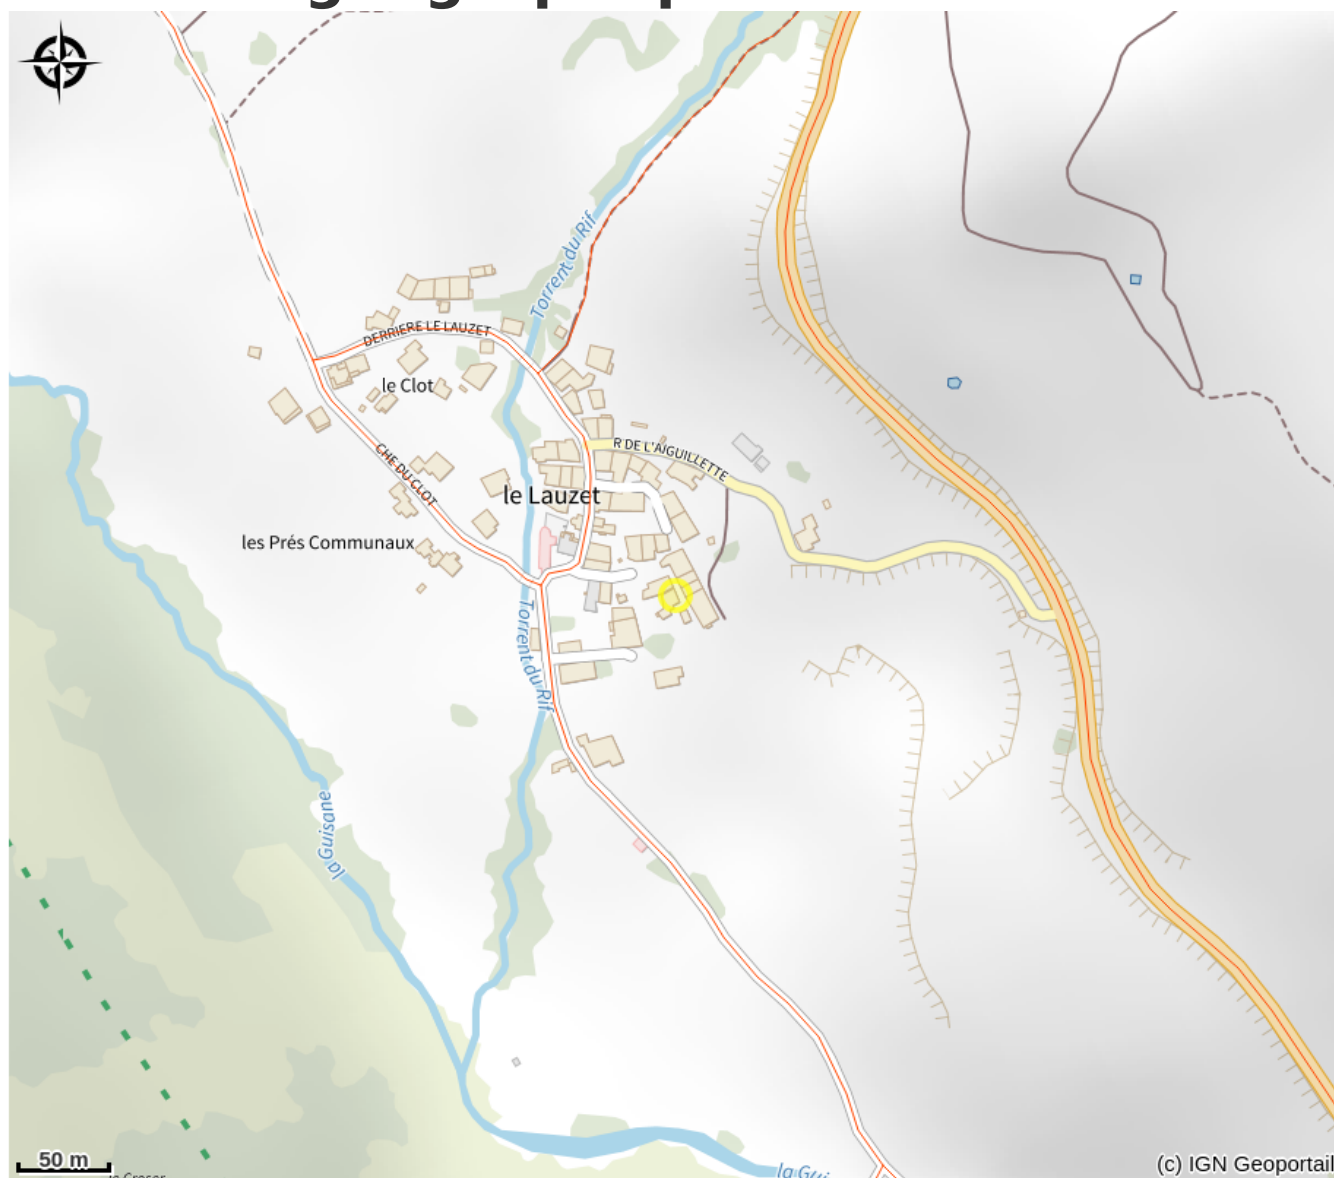 Torrent du Rif
DERRIERE LE LAUZET
le Clot
R DE L'AIGUILLETTE
CHE DU CLOT
le Lauzet
les Prés Communaux
Torrent du Rif
la Guisane
50 m
(c) IGN Geoportail